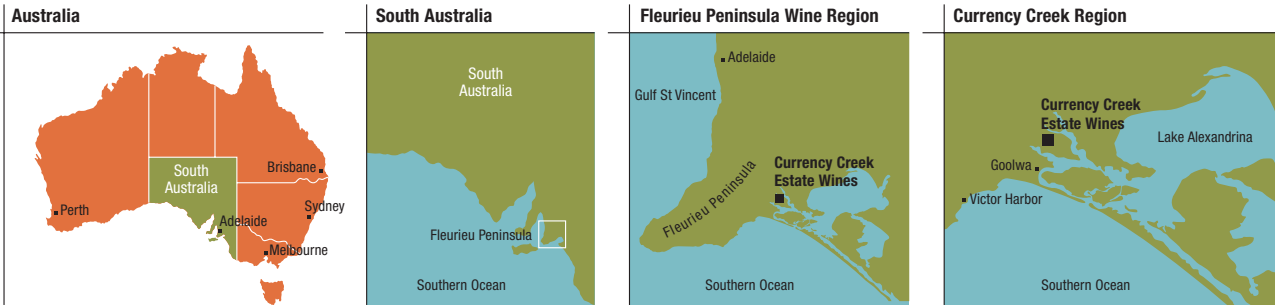 Australia
South
Australia
Brisbane
Perth
Sydney
Adelaide
Melbourne
South Australia
South
Australia
Fleurieu Peninsula
Southern Ocean
Fleurieu Peninsula Wine Region
Adelaide
Gulf St Vincent
Currency Creek
Estate Wines
Fleurieu Peninsula
Southern Ocean
Currency Creek Region
Currency Creek
Estate Wines
Lake Alexandrina
Goolwa
Victor Harbor
Southern Ocean